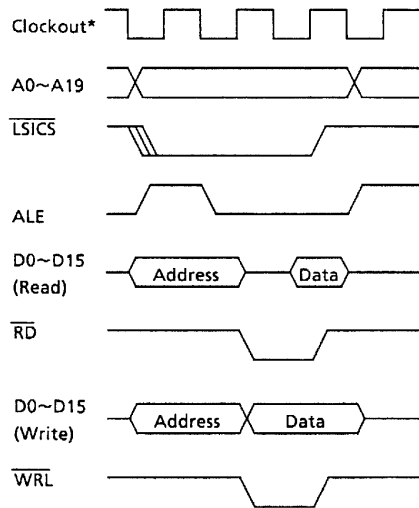 Clockout*
A0~A19
LSICS
ALE
D0~D15
(Read)
Address
Data
RD
D0~D15
(Write)
Address
Data
WRL